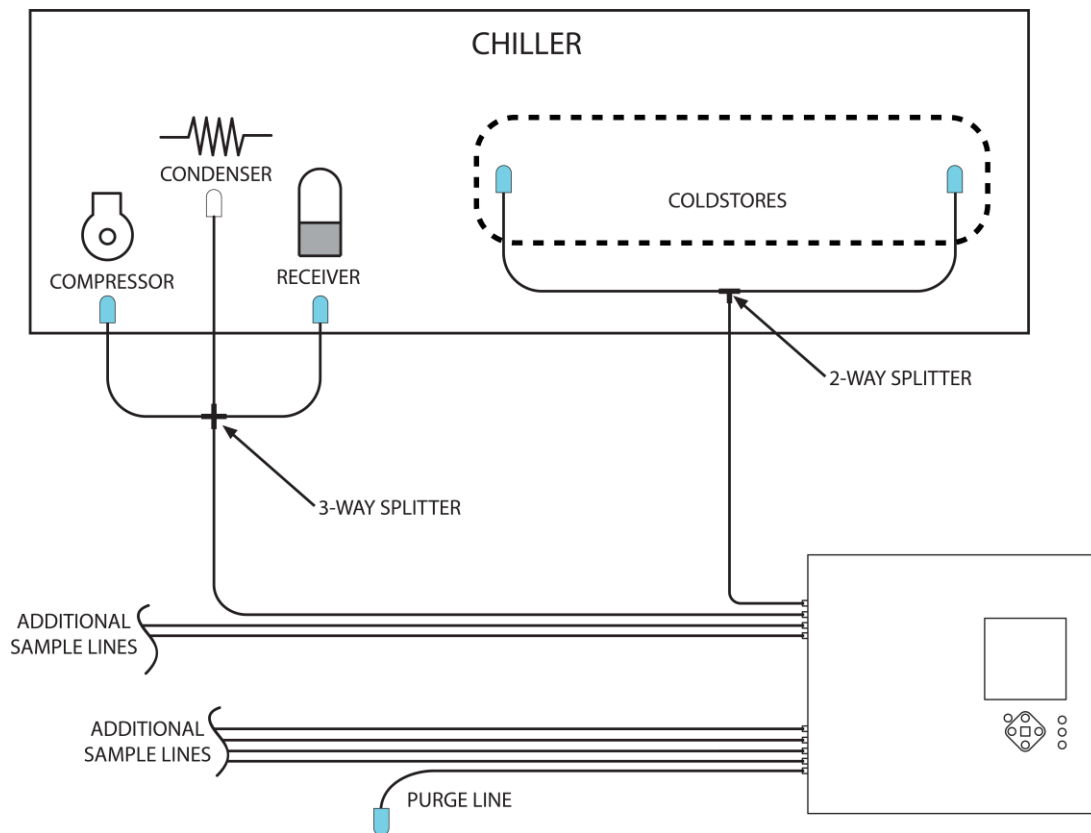 CHILLER
CONDENSER
COMPRESSOR
RECEIVER
COLDSTORES
2-WAY SPLITTER
3-WAY SPLITTER
ADDITIONAL
SAMPLE LINES
ADDITIONAL
SAMPLE LINES
PURGE LINE